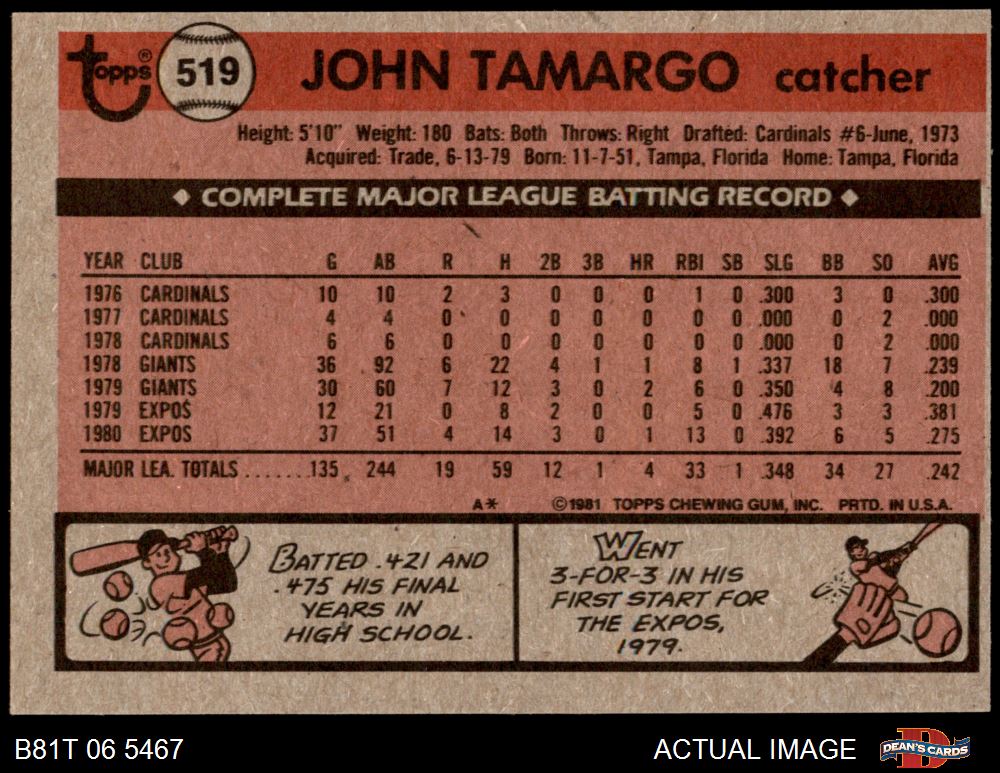 Topps® 519 JOHN TAMARGO catcher
Height: 5'10" Weight: 180 Bats: Both Throws: Right Drafted: Cardinals #6-June, 1973
Acquired: Trade, 6-13-79 Born: 11-7-51, Tampa, Florida Home: Tampa, Florida
◆ COMPLETE MAJOR LEAGUE BATTING RECORD ◆
YEAR CLUB G AB R H 2B 3B HR RBI SB SLG BB SO AVG
1976 CARDINALS 10 10 2 3 0 0 0 1 0 .300 3 0 .300
1977 CARDINALS 4 4 0 0 0 0 0 0 0 .000 0 2 .000
1978 CARDINALS 6 6 0 0 0 0 0 0 0 .000 0 2 .000
1978 GIANTS 36 92 6 22 4 1 1 8 1 .337 18 7 .239
1979 GIANTS 30 60 7 12 3 0 2 6 0 .350 4 8 .200
1979 EXPOS 12 21 0 8 2 0 0 5 0 .476 3 3 .381
1980 EXPOS 37 51 4 14 3 0 1 13 0 .392 6 5 .275
MAJOR LEA. TOTALS .......135 244 19 59 12 1 4 33 1 .348 34 27 .242
A* ©1981 TOPPS CHEWING GUM, INC. PRTD. IN U.S.A.
BATTED .421 AND
.475 HIS FINAL
YEARS IN
HIGH SCHOOL.
WENT
3-FOR-3 IN HIS
FIRST START FOR
THE EXPOS,
1979.
B81T 06 5467 ACTUAL IMAGE DEAN'S CARDS